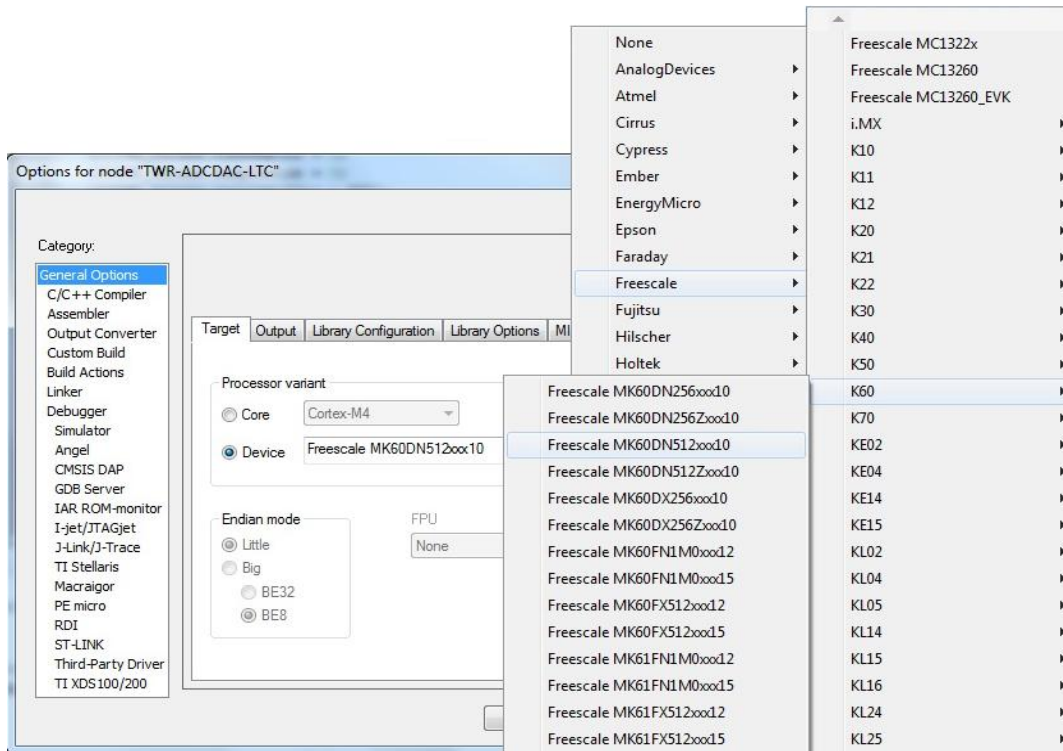 Options for node "TWR-ADCDAC-LTC"
Category:
General Options
C/C++ Compiler
Assembler
Output Converter
Custom Build
Build Actions
Linker
Debugger
Simulator
Angel
CMSIS DAP
GDB Server
IAR ROM-monitor
I-jet/JTAGjet
J-Link/J-Trace
TI Stellaris
Macraigor
PE micro
RDI
ST-LINK
Third-Party Driver
TI XDS100/200
Target Output Library Configuration Library Options MI
Processor variant
Core Cortex-M4
Device Freescale MK60DN512xxx10
Endian mode
Little
Big
BE32
BE8
FPU
None
None
AnalogDevices
Atmel
Cirrus
Cypress
Ember
EnergyMicro
Epson
Faraday
Freescale
Fujitsu
Hilscher
Holtek
Freescale MK60DN256xxx10
Freescale MK60DN256Zxxx10
Freescale MK60DN512xxx10
Freescale MK60DN512Zxxx10
Freescale MK60DX256xxx10
Freescale MK60DX256Zxxx10
Freescale MK60FN1M0xxx12
Freescale MK60FN1M0xxx15
Freescale MK60FX512xxx12
Freescale MK60FX512xxx15
Freescale MK61FN1M0xxx12
Freescale MK61FN1M0xxx15
Freescale MK61FX512xxx12
Freescale MK61FX512xxx15
Freescale MC1322x
Freescale MC13260
Freescale MC13260_EVK
i.MX
K10
K11
K12
K20
K21
K22
K30
K40
K50
K60
K70
KE02
KE04
KE14
KE15
KL02
KL04
KL05
KL14
KL15
KL16
KL24
KL25